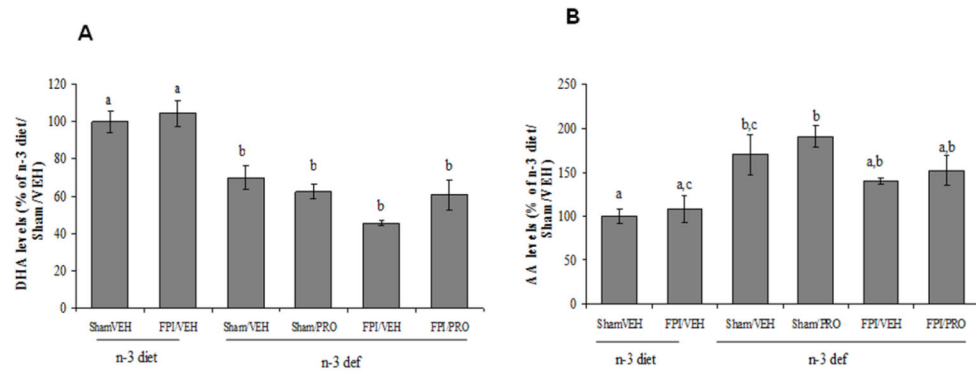 A
DHA levels (% of n-3 diet/
Sham/VEH)
120
100
80
60
40
20
0
a
a
b
b
b
b
ShamVEH FPI/VEH Sham/VEH Sham/PRO FPI/VEH FPI/PRO
n-3 diet n-3 def
B
AA levels (% of n-3 diet/
Sham/VEH)
250
200
150
100
50
0
a
a,c
b,c
b
a,b
a,b
ShamVEH FPI/VEH Sham/VEH Sham/PRO FPI/VEH FPI/PRO
n-3 diet n-3 def